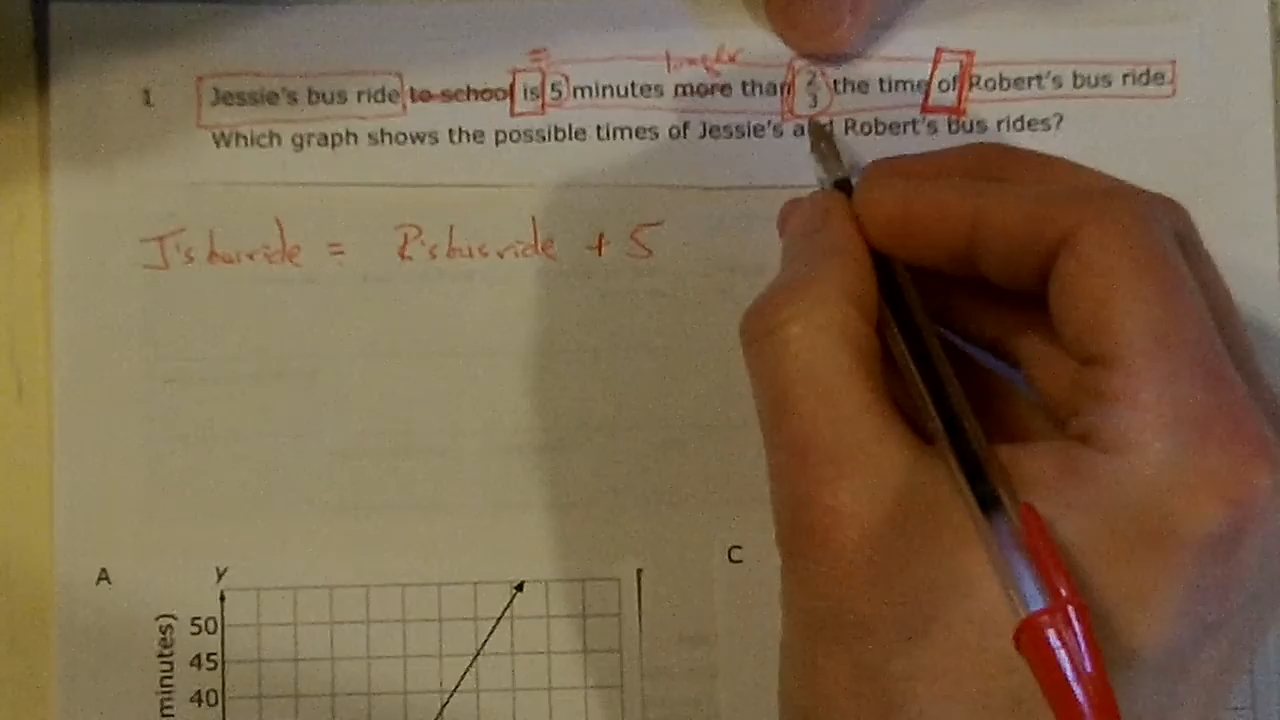 =
longer
1 Jessie's bus ride to school is 5 minutes more than 2/3 the time of Robert's bus ride.
Which graph shows the possible times of Jessie's and Robert's bus rides?
J's bus ride = R's bus ride + 5
A
C
y
50
45
40
minutes)